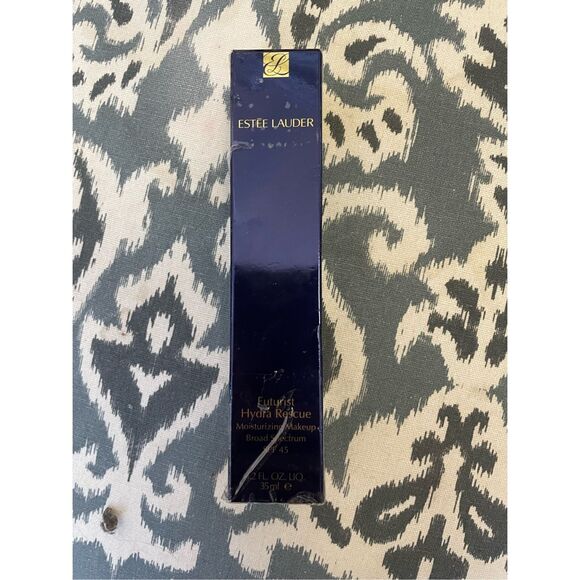 ESTĒE LAUDER
Futurist
Hydra Rescue
Moisturizing Makeup
Broad Spectrum
SPF 45
1.2 FL. OZ. LIQ.
35ml ℮